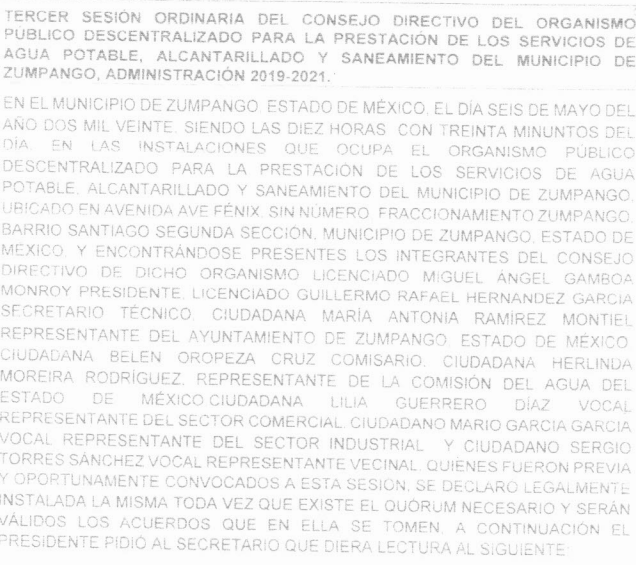 TERCER SESIÓN ORDINARIA DEL CONSEJO DIRECTIVO DEL ORGANISMO
PÚBLICO DESCENTRALIZADO PARA LA PRESTACIÓN DE LOS SERVICIOS DE
AGUA POTABLE, ALCANTARILLADO Y SANEAMIENTO DEL MUNICIPIO DE
ZUMPANGO, ADMINISTRACIÓN 2019-2021.
EN EL MUNICIPIO DE ZUMPANGO, ESTADO DE MÉXICO, EL DÍA SEIS DE MAYO DEL
AÑO DOS MIL VEINTE, SIENDO LAS DIEZ HORAS CON TREINTA MINUNTOS DEL
DÍA, EN LAS INSTALACIONES QUE OCUPA EL ORGANISMO PÚBLICO
DESCENTRALIZADO PARA LA PRESTACIÓN DE LOS SERVICIOS DE AGUA
POTABLE, ALCANTARILLADO Y SANEAMIENTO DEL MUNICIPIO DE ZUMPANGO,
UBICADO EN AVENIDA AVE FÉNIX, SIN NÚMERO, FRACCIONAMIENTO ZUMPANGO,
BARRIO SANTIAGO SEGUNDA SECCIÓN, MUNICIPIO DE ZUMPANGO, ESTADO DE
MÉXICO, Y ENCONTRÁNDOSE PRESENTES LOS INTEGRANTES DEL CONSEJO
DIRECTIVO DE DICHO ORGANISMO LICENCIADO MIGUEL ÁNGEL GAMBOA
MONROY PRESIDENTE, LICENCIADO GUILLERMO RAFAEL HERNANDEZ GARCIA
SECRETARIO TÉCNICO, CIUDADANA MARÍA ANTONIA RAMÍREZ MONTIEL
REPRESENTANTE DEL AYUNTAMIENTO DE ZUMPANGO, ESTADO DE MÉXICO,
CIUDADANA BELEN OROPEZA CRUZ COMISARIO, CIUDADANA HERLINDA
MOREIRA RODRÍGUEZ, REPRESENTANTE DE LA COMISIÓN DEL AGUA DEL
ESTADO DE MÉXICO CIUDADANA LILIA GUERRERO DÍAZ VOCAL
REPRESENTANTE DEL SECTOR COMERCIAL, CIUDADANO MARIO GARCIA GARCIA
VOCAL REPRESENTANTE DEL SECTOR INDUSTRIAL Y CIUDADANO SERGIO
TORRES SÁNCHEZ VOCAL REPRESENTANTE VECINAL, QUIÉNES FUERON PREVIA
Y OPORTUNAMENTE CONVOCADOS A ESTA SESIÓN, SE DECLARO LEGALMENTE
INSTALADA LA MISMA TODA VEZ QUE EXISTE EL QUÓRUM NECESARIO Y SERÁN
VÁLIDOS LOS ACUERDOS QUE EN ELLA SE TOMEN, A CONTINUACIÓN EL
PRESIDENTE PIDIÓ AL SECRETARIO QUE DIERA LECTURA AL SIGUIENTE: